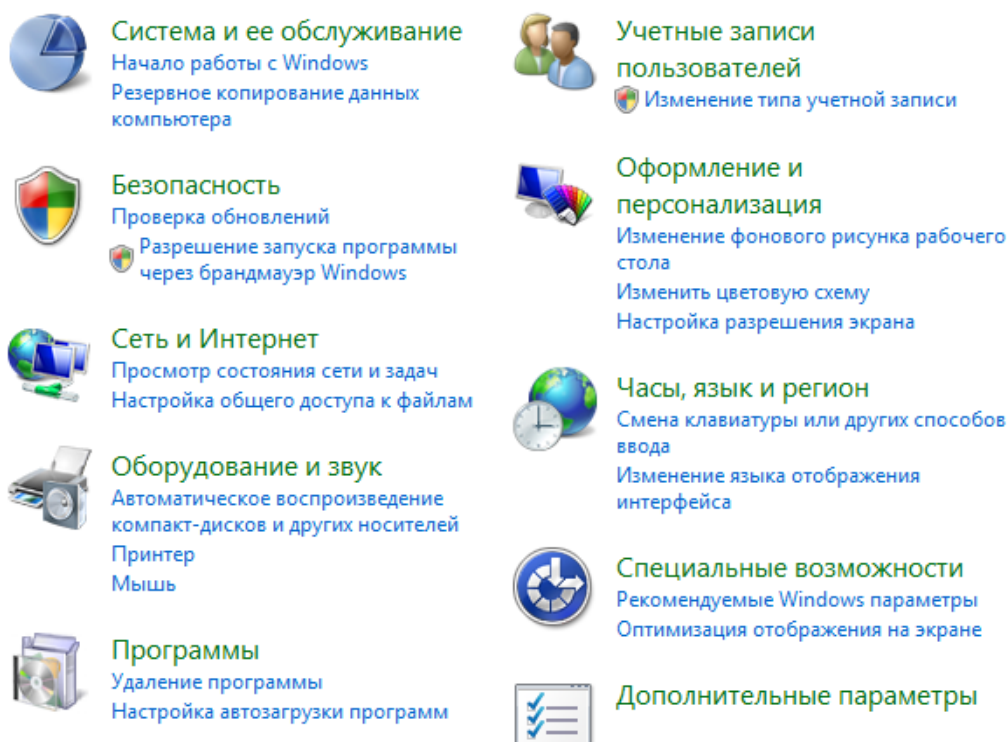 Система и ее обслуживание
Начало работы с Windows
Резервное копирование данных
компьютера
Безопасность
Проверка обновлений
Разрешение запуска программы
через брандмауэр Windows
Сеть и Интернет
Просмотр состояния сети и задач
Настройка общего доступа к файлам
Оборудование и звук
Автоматическое воспроизведение
компакт-дисков и других носителей
Принтер
Мышь
Программы
Удаление программы
Настройка автозагрузки программ
Учетные записи
пользователей
Изменение типа учетной записи
Оформление и
персонализация
Изменение фонового рисунка рабочего
стола
Изменить цветовую схему
Настройка разрешения экрана
Часы, язык и регион
Смена клавиатуры или других способов
ввода
Изменение языка отображения
интерфейса
Специальные возможности
Рекомендуемые Windows параметры
Оптимизация отображения на экране
Дополнительные параметры